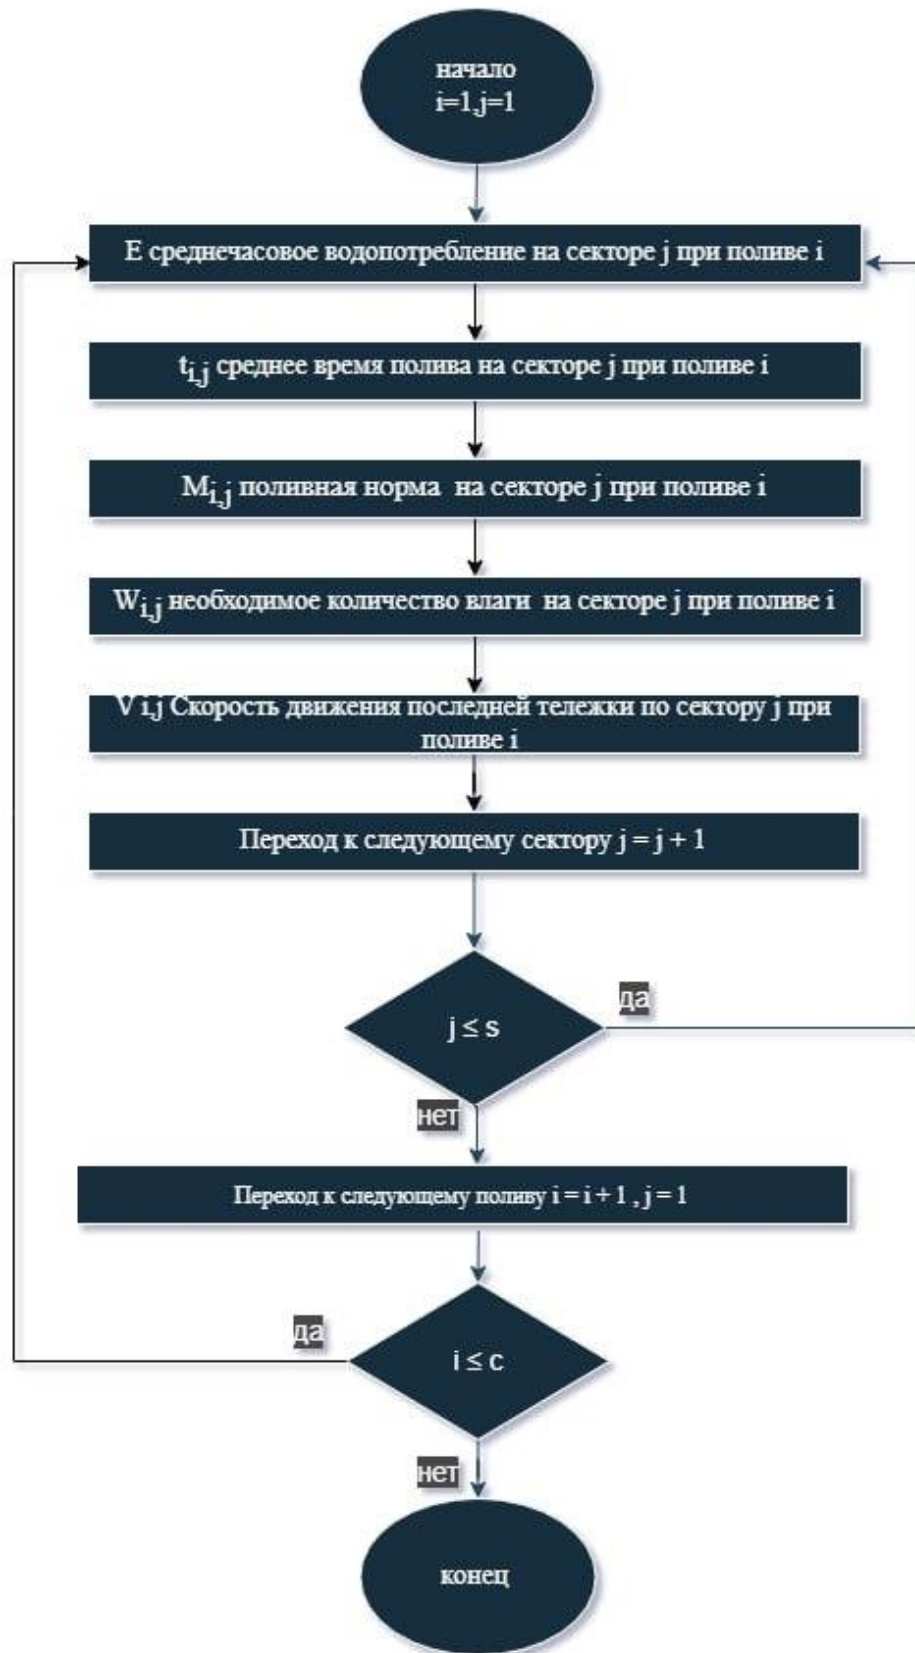 начало
i=1,j=1
E среднечасовое водопотребление на секторе j при поливе i
ti,j среднее время полива на секторе j при поливе i
Mi,j поливная норма на секторе j при поливе i
Wi,j необходимое количество влаги на секторе j при поливе i
V i,j Скорость движения последней тележки по сектору j при
поливе i
Переход к следующему сектору j = j + 1
j ≤ s
да
нет
Переход к следующему поливу i = i + 1 , j = 1
да
i ≤ c
нет
конец